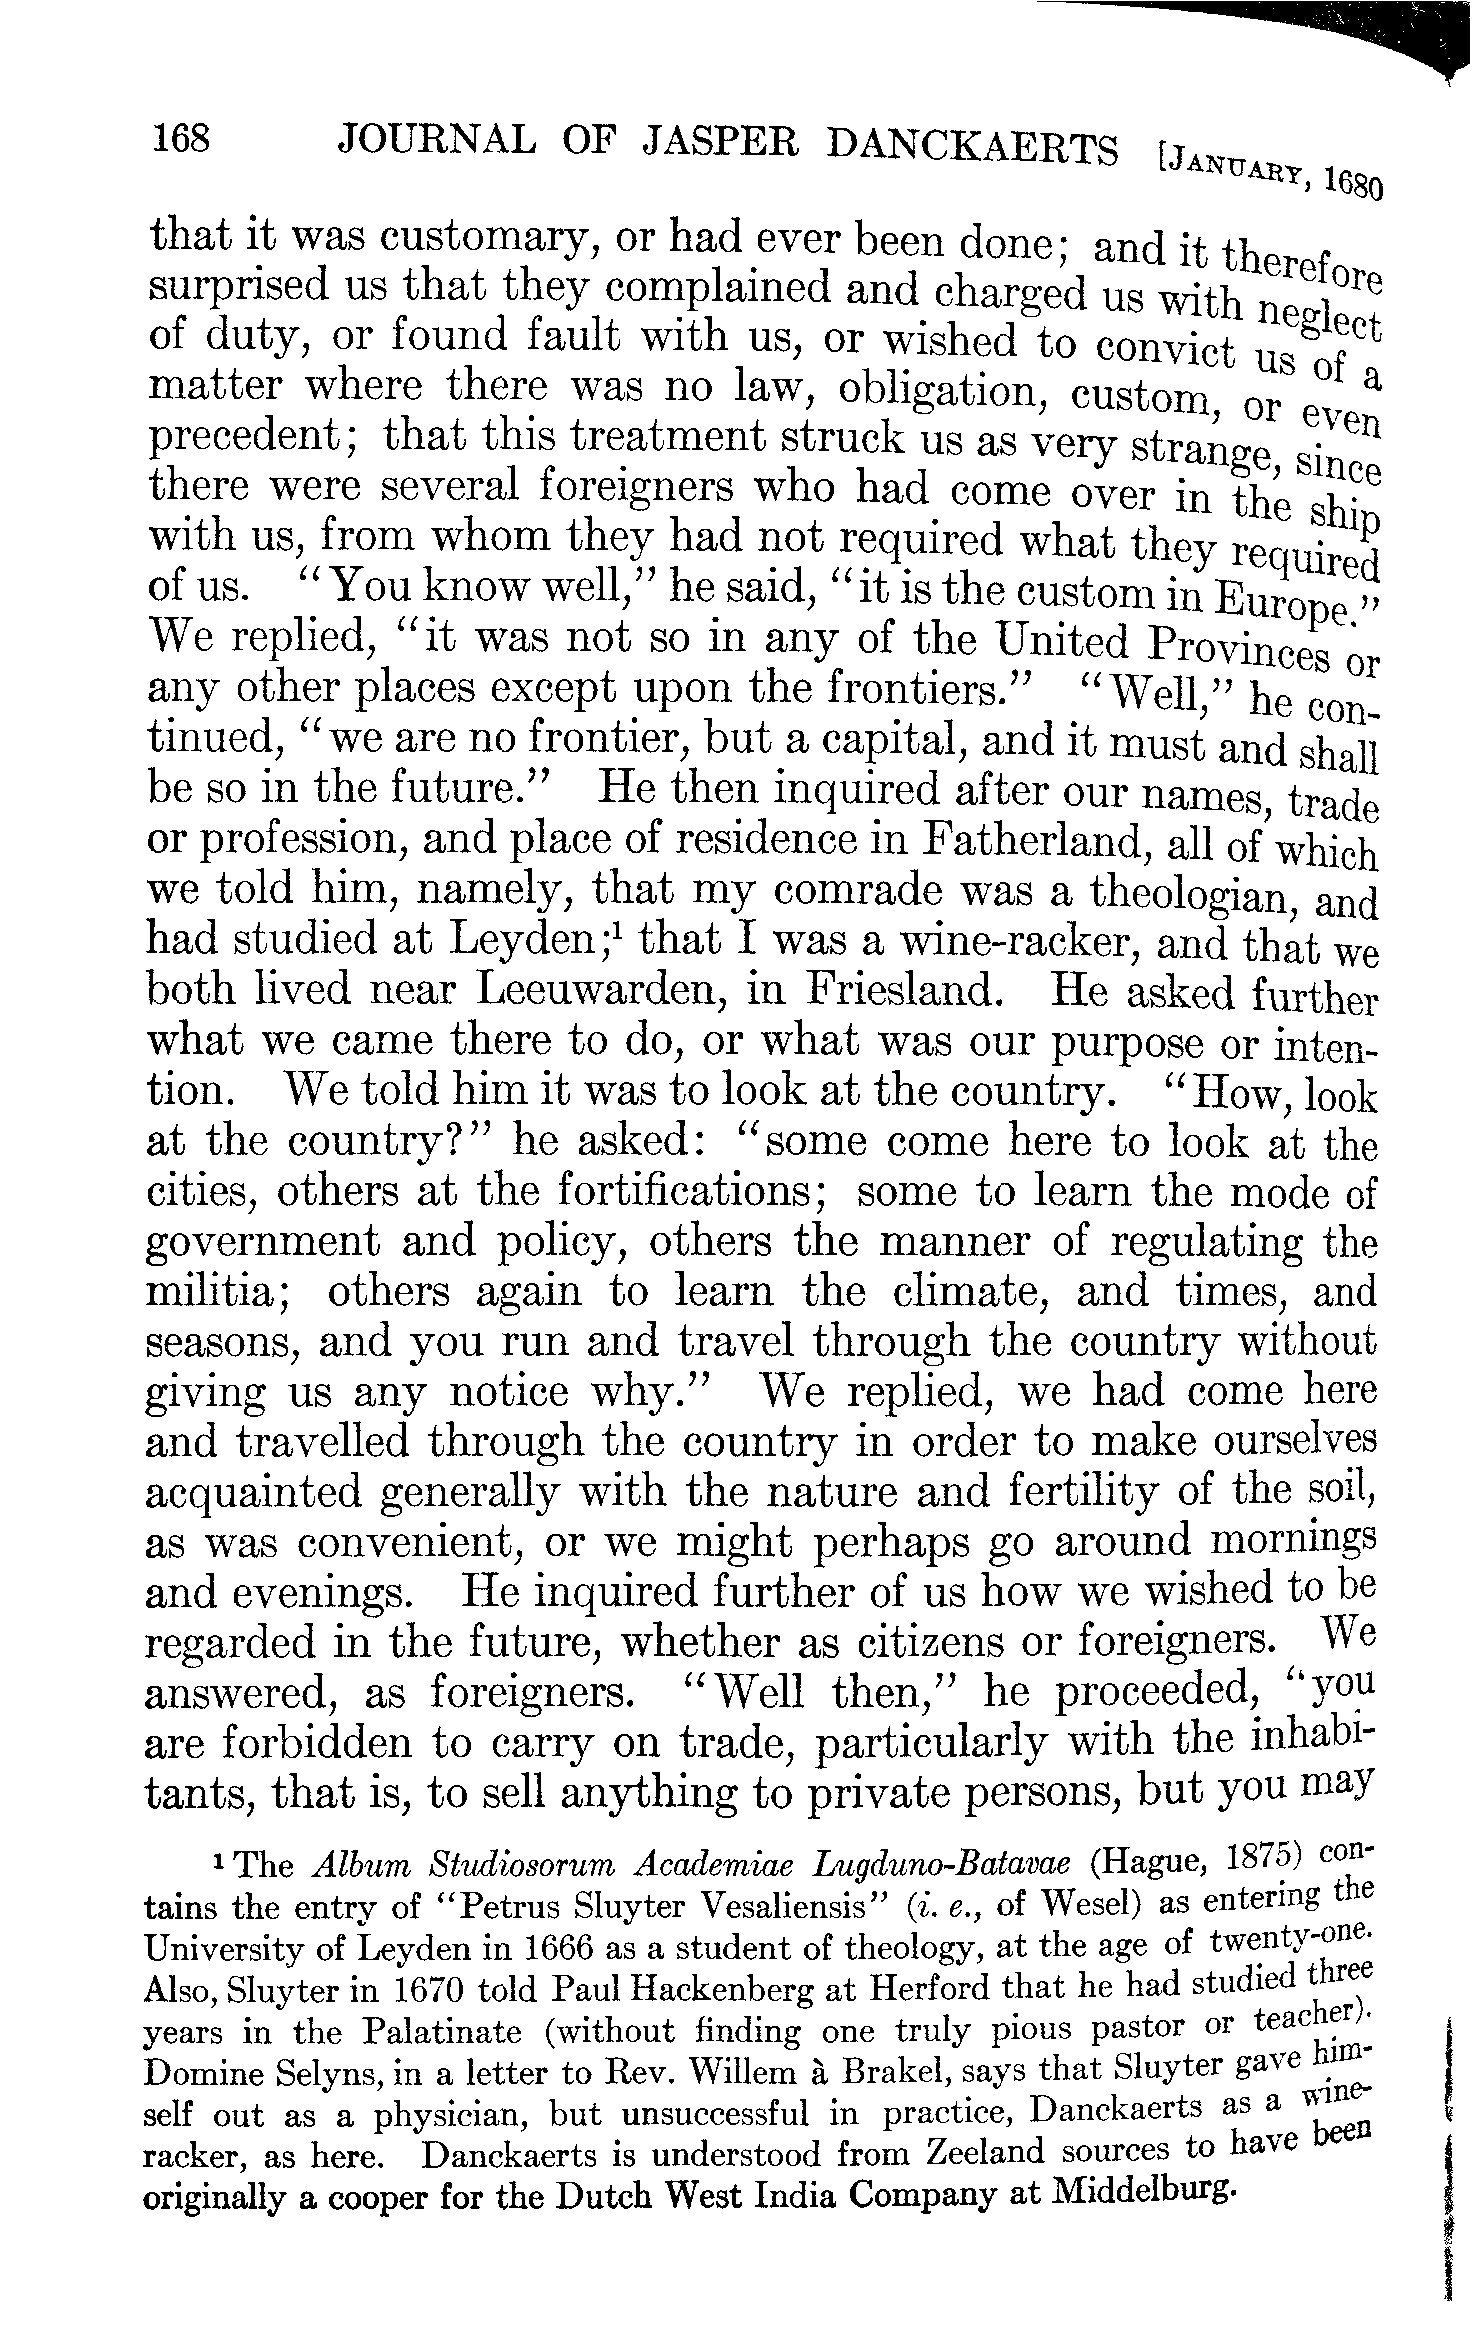 168 JOURNAL OF JASPER DANCKAERTS [JANUARY, 1680
that it was customary, or had ever been done; and it therefore
surprised us that they complained and charged us with neglect
of duty, or found fault with us, or wished to convict us of a
matter where there was no law, obligation, custom, or even
precedent; that this treatment struck us as very strange, since
there were several foreigners who had come over in the ship
with us, from whom they had not required what they required
of us. "You know well," he said, "it is the custom in Europe."
We replied, "it was not so in any of the United Provinces or
any other places except upon the frontiers." "Well," he con-
tinued, "we are no frontier, but a capital, and it must and shall
be so in the future." He then inquired after our names, trade
or profession, and place of residence in Fatherland, all of which
we told him, namely, that my comrade was a theologian, and
had studied at Leyden;¹ that I was a wine-racker, and that we
both lived near Leeuwarden, in Friesland. He asked further
what we came there to do, or what was our purpose or inten-
tion. We told him it was to look at the country. "How, look
at the country?" he asked: "some come here to look at the
cities, others at the fortifications; some to learn the mode of
government and policy, others the manner of regulating the
militia; others again to learn the climate, and times, and
seasons, and you run and travel through the country without
giving us any notice why." We replied, we had come here
and travelled through the country in order to make ourselves
acquainted generally with the nature and fertility of the soil,
as was convenient, or we might perhaps go around mornings
and evenings. He inquired further of us how we wished to be
regarded in the future, whether as citizens or foreigners. We
answered, as foreigners. "Well then," he proceeded, "you
are forbidden to carry on trade, particularly with the inhabi-
tants, that is, to sell anything to private persons, but you may
¹ The Album Studiosorum Academiae Lugduno-Batavae (Hague, 1875) con-
tains the entry of "Petrus Sluyter Vesaliensis" (i. e., of Wesel) as entering the
University of Leyden in 1666 as a student of theology, at the age of twenty-one.
Also, Sluyter in 1670 told Paul Hackenberg at Herford that he had studied three
years in the Palatinate (without finding one truly pious pastor or teacher).
Domine Selyns, in a letter to Rev. Willem à Brakel, says that Sluyter gave him-
self out as a physician, but unsuccessful in practice, Danckaerts as a wine-
racker, as here. Danckaerts is understood from Zeeland sources to have been
originally a cooper for the Dutch West India Company at Middelburg.